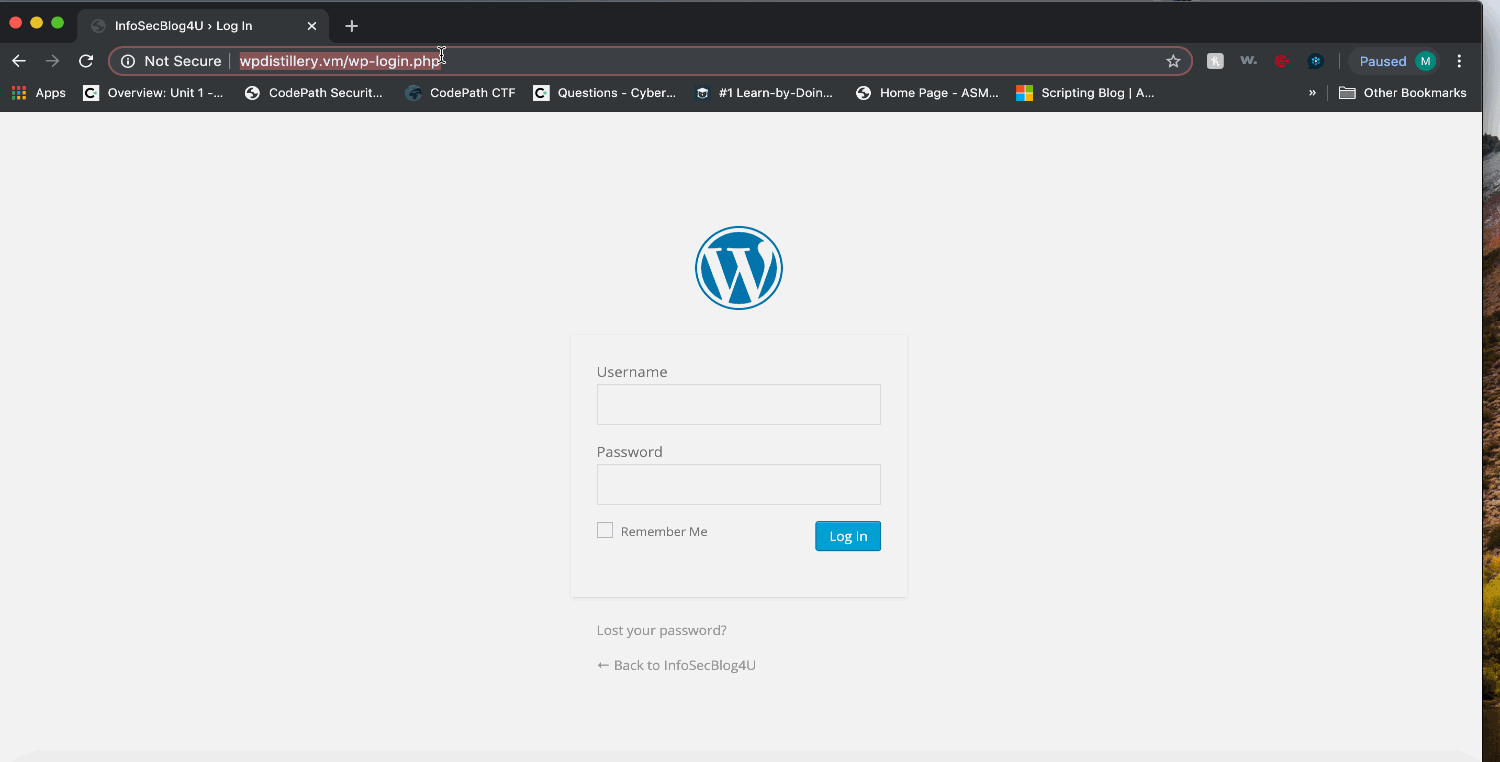 InfoSecBlog4U › Log In
Not Secure wpdistillery.vm/wp-login.php Paused M
Apps Overview: Unit 1 -... CodePath Securit... CodePath CTF Questions - Cyber... #1 Learn-by-Doin... Home Page - ASM... Scripting Blog | A... » Other Bookmarks
Username
Password
Remember Me Log In
Lost your password?
← Back to InfoSecBlog4U